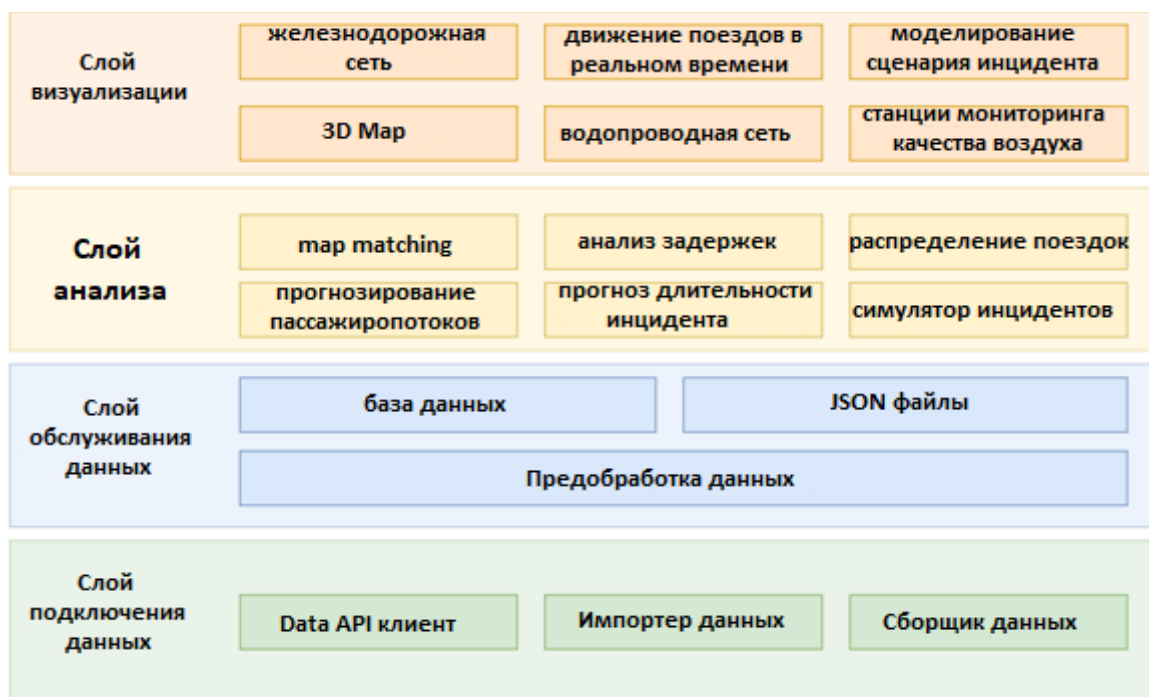 Слой
визуализации
железнодорожная
сеть
движение поездов в
реальном времени
моделирование
сценария инцидента
3D Map
водопроводная сеть
станции мониторинга
качества воздуха
Слой
анализа
map matching
анализ задержек
распределение поездок
прогнозирование
пассажиропотоков
прогноз длительности
инцидента
симулятор инцидентов
Слой
обслуживания
данных
база данных
JSON файлы
Предобработка данных
Слой
подключения
данных
Data API клиент
Импортер данных
Сборщик данных